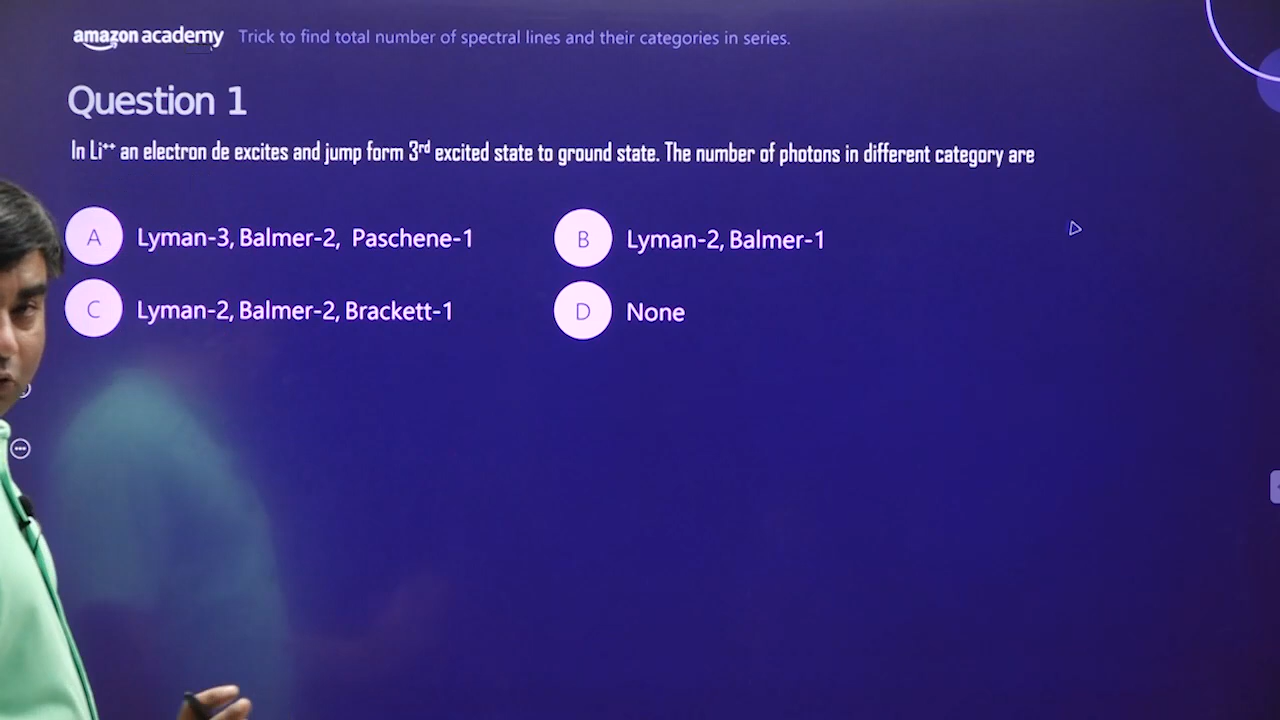 amazon academy Trick to find total number of spectral lines and their categories in series.
Question 1
In Li⁺⁺ an electron de excites and jump form 3ʳᵈ excited state to ground state. The number of photons in different category are
A Lyman-3, Balmer-2, Paschene-1
B Lyman-2, Balmer-1
C Lyman-2, Balmer-2, Brackett-1
D None